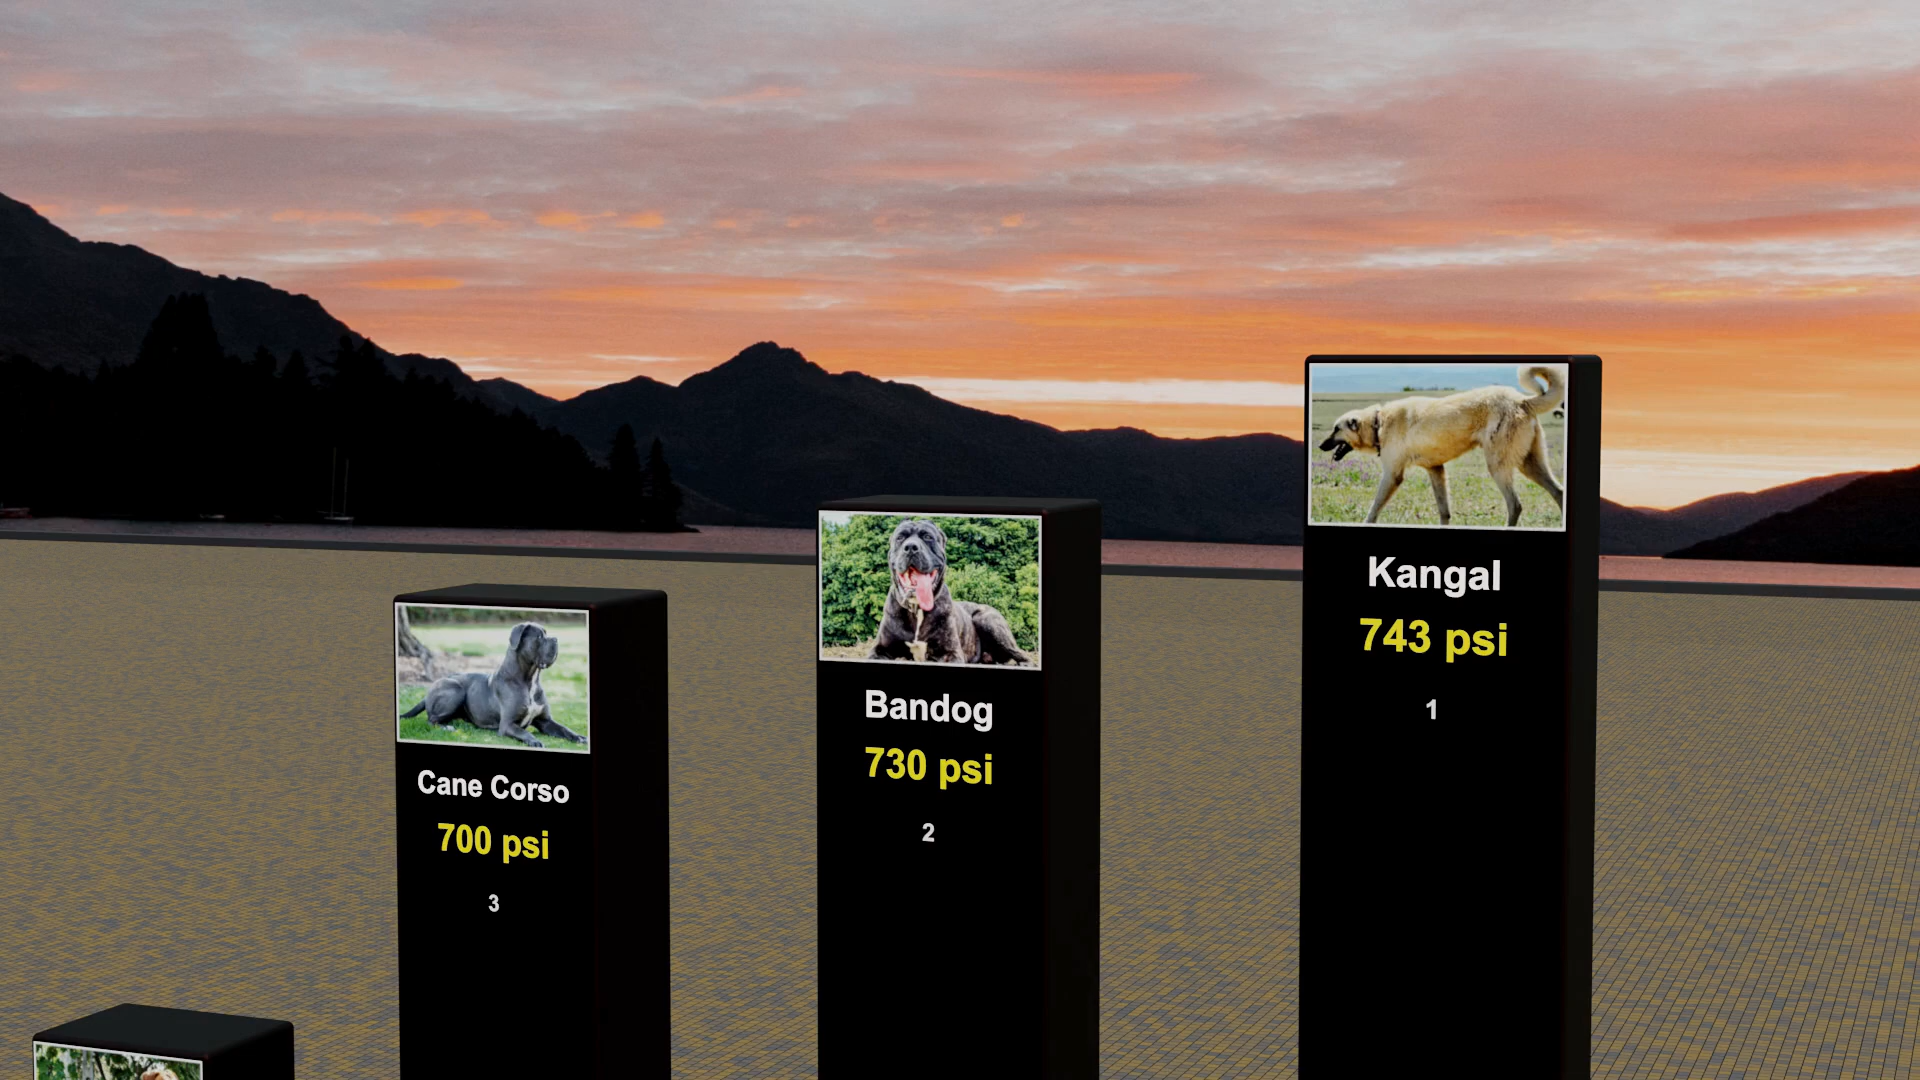 Cane Corso
700 psi
3
Bandog
730 psi
2
Kangal
743 psi
1